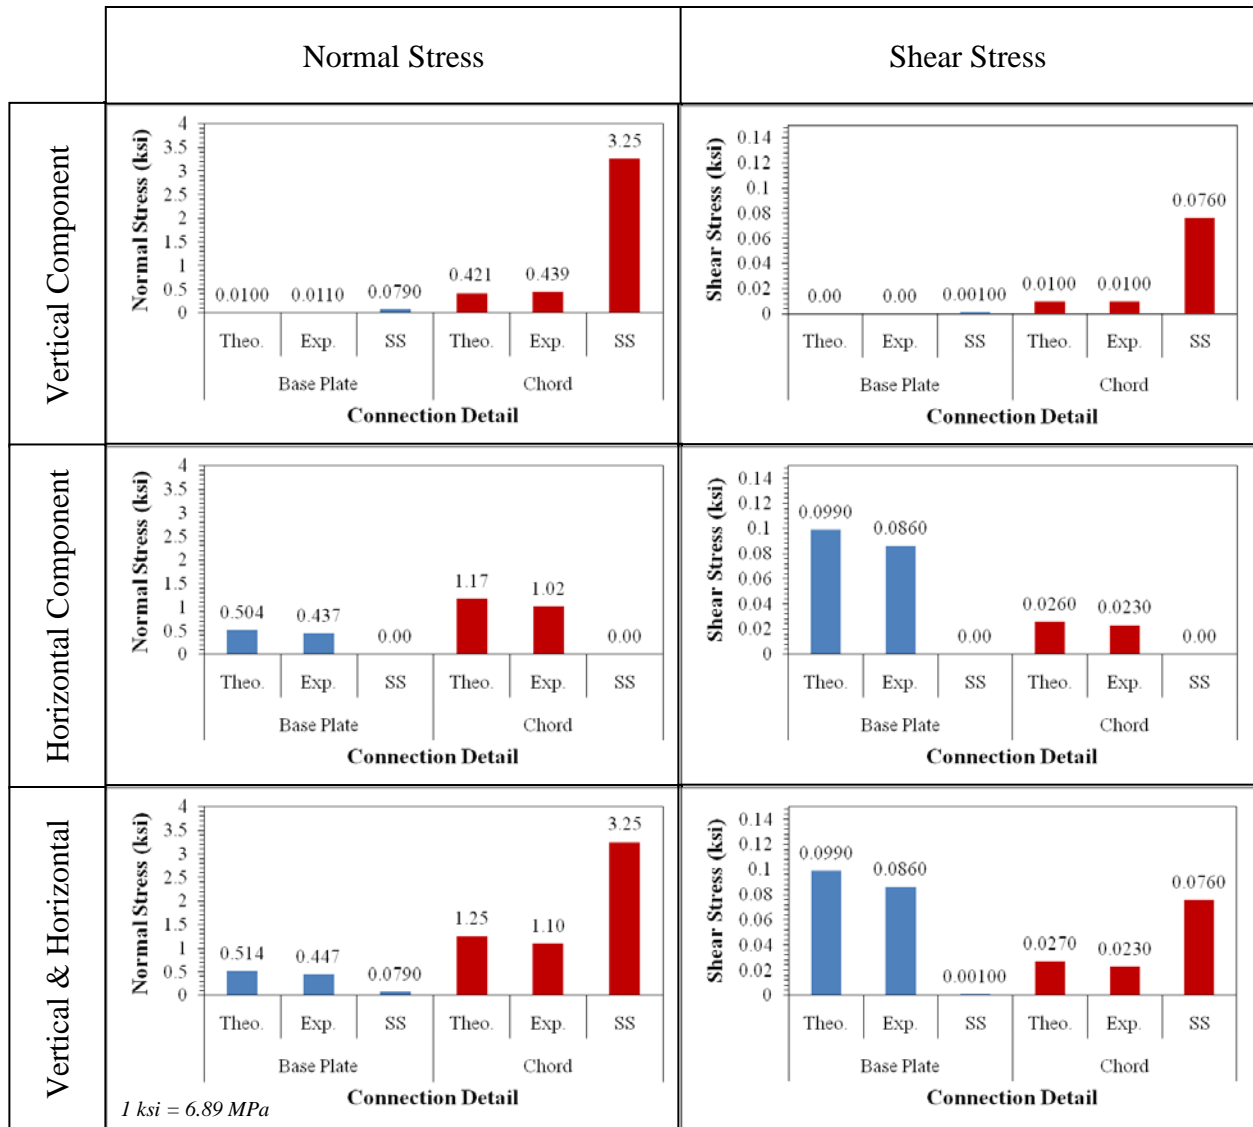 Normal Stress
Shear Stress
Vertical Component
Normal Stress (ksi)
4
3.5
3
2.5
2
1.5
1
0.5
0
0.0100
0.0110
0.0790
0.421
0.439
3.25
Theo.
Exp.
SS
Theo.
Exp.
SS
Base Plate
Chord
Connection Detail
Shear Stress (ksi)
0.14
0.12
0.1
0.08
0.06
0.04
0.02
0
0.00
0.00
0.00100
0.0100
0.0100
0.0760
Theo.
Exp.
SS
Theo.
Exp.
SS
Base Plate
Chord
Connection Detail
Horizontal Component
Normal Stress (ksi)
4
3.5
3
2.5
2
1.5
1
0.5
0
0.504
0.437
0.00
1.17
1.02
0.00
Theo.
Exp.
SS
Theo.
Exp.
SS
Base Plate
Chord
Connection Detail
Shear Stress (ksi)
0.14
0.12
0.1
0.08
0.06
0.04
0.02
0
0.0990
0.0860
0.00
0.0260
0.0230
0.00
Theo.
Exp.
SS
Theo.
Exp.
SS
Base Plate
Chord
Connection Detail
Vertical & Horizontal
Normal Stress (ksi)
4
3.5
3
2.5
2
1.5
1
0.5
0
0.514
0.447
0.0790
1.25
1.10
3.25
Theo.
Exp.
SS
Theo.
Exp.
SS
Base Plate
Chord
Connection Detail
1 ksi = 6.89 MPa
Shear Stress (ksi)
0.14
0.12
0.1
0.08
0.06
0.04
0.02
0
0.0990
0.0860
0.00100
0.0270
0.0230
0.0760
Theo.
Exp.
SS
Theo.
Exp.
SS
Base Plate
Chord
Connection Detail